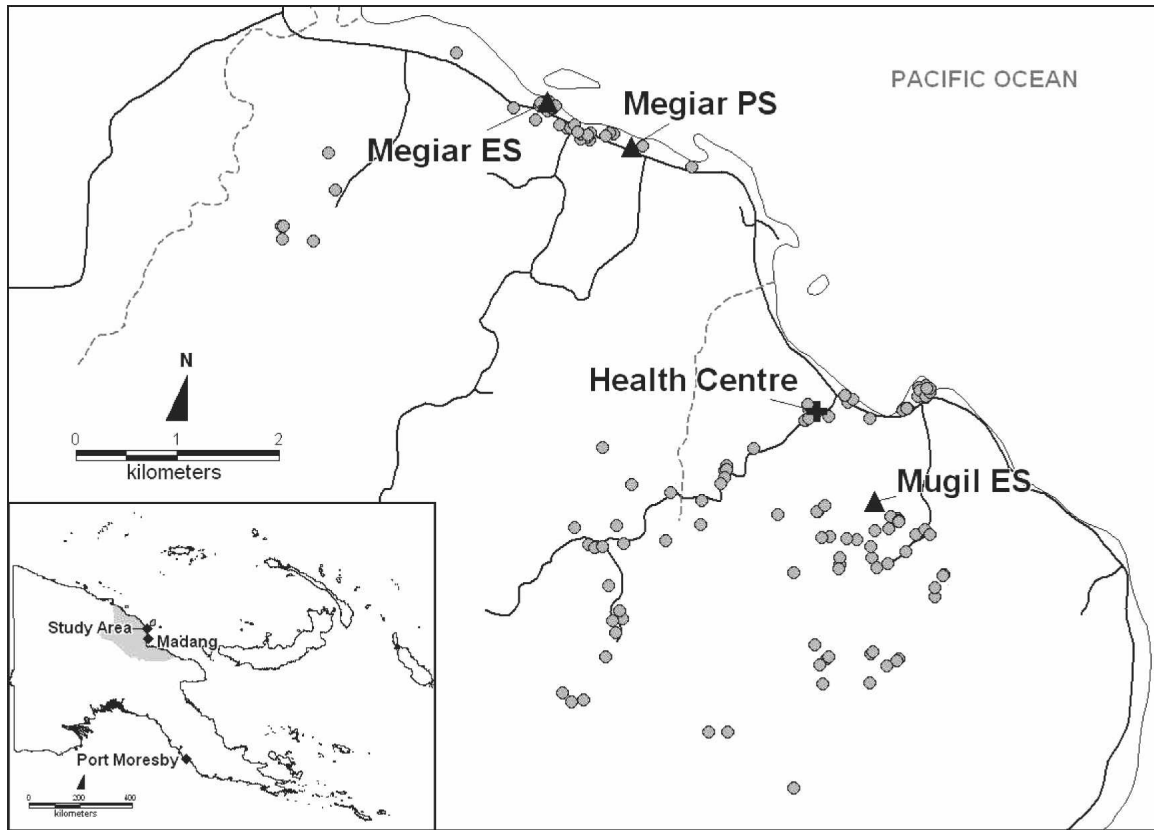 PACIFIC OCEAN
Megiar PS
Megiar ES
N
Health Centre
0 1 2
kilometers
Mugil ES
Study Area
Madang
Port Moresby
0 200 400
kilometers